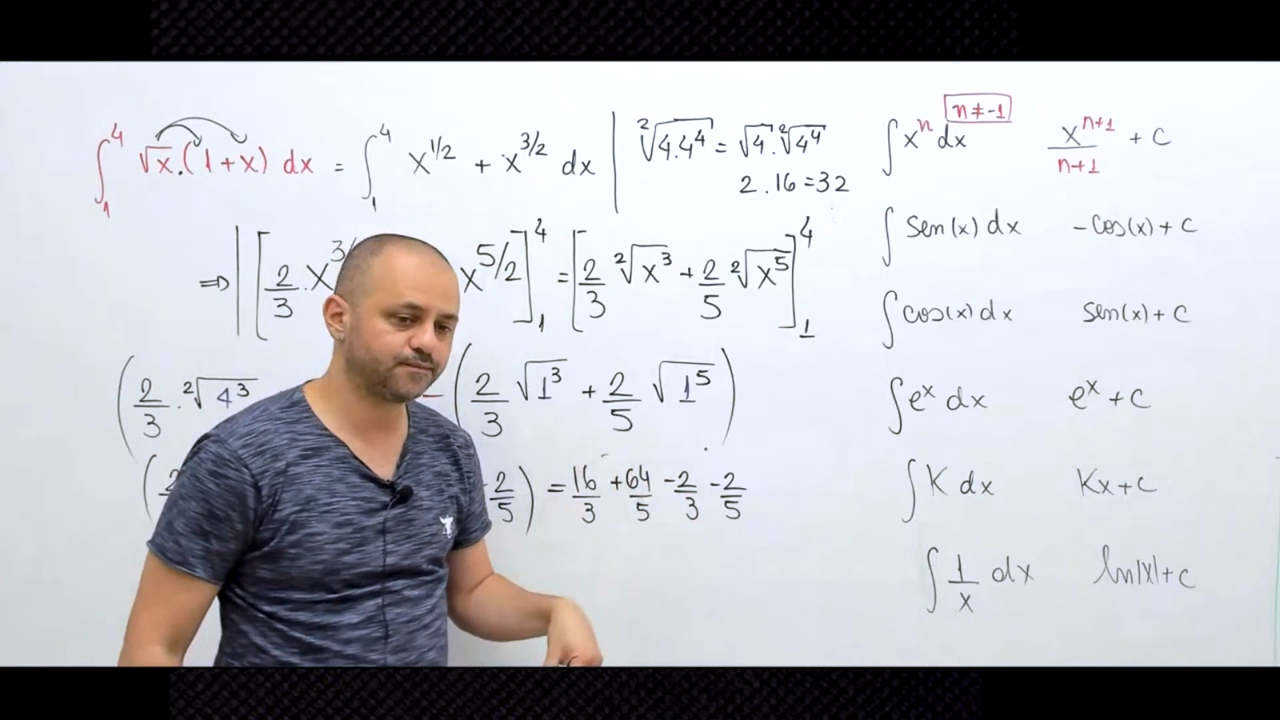 ∫₁⁴ √x.(1+x) dx = ∫₁⁴ x^1/2 + x^3/2 dx
²√4.4⁴ = √4.²√4⁴
2.16=32
⇒ [2/3.x^3/ x^5/2]₁⁴ = [2/3 ²√x³ + 2/5 ²√x⁵]₁⁴
(2/3.²√4³ - (2/3 √1³ + 2/5 √1⁵)
( 2/5) = 16/3 + 64/5 - 2/3 - 2/5
n≠-1
∫xⁿdx x^n+1/n+1 + c
∫sen(x)dx -cos(x)+c
∫cos(x)dx sen(x)+c
∫eˣ dx eˣ+c
∫K dx Kx+c
∫1/x dx ln|x|+c